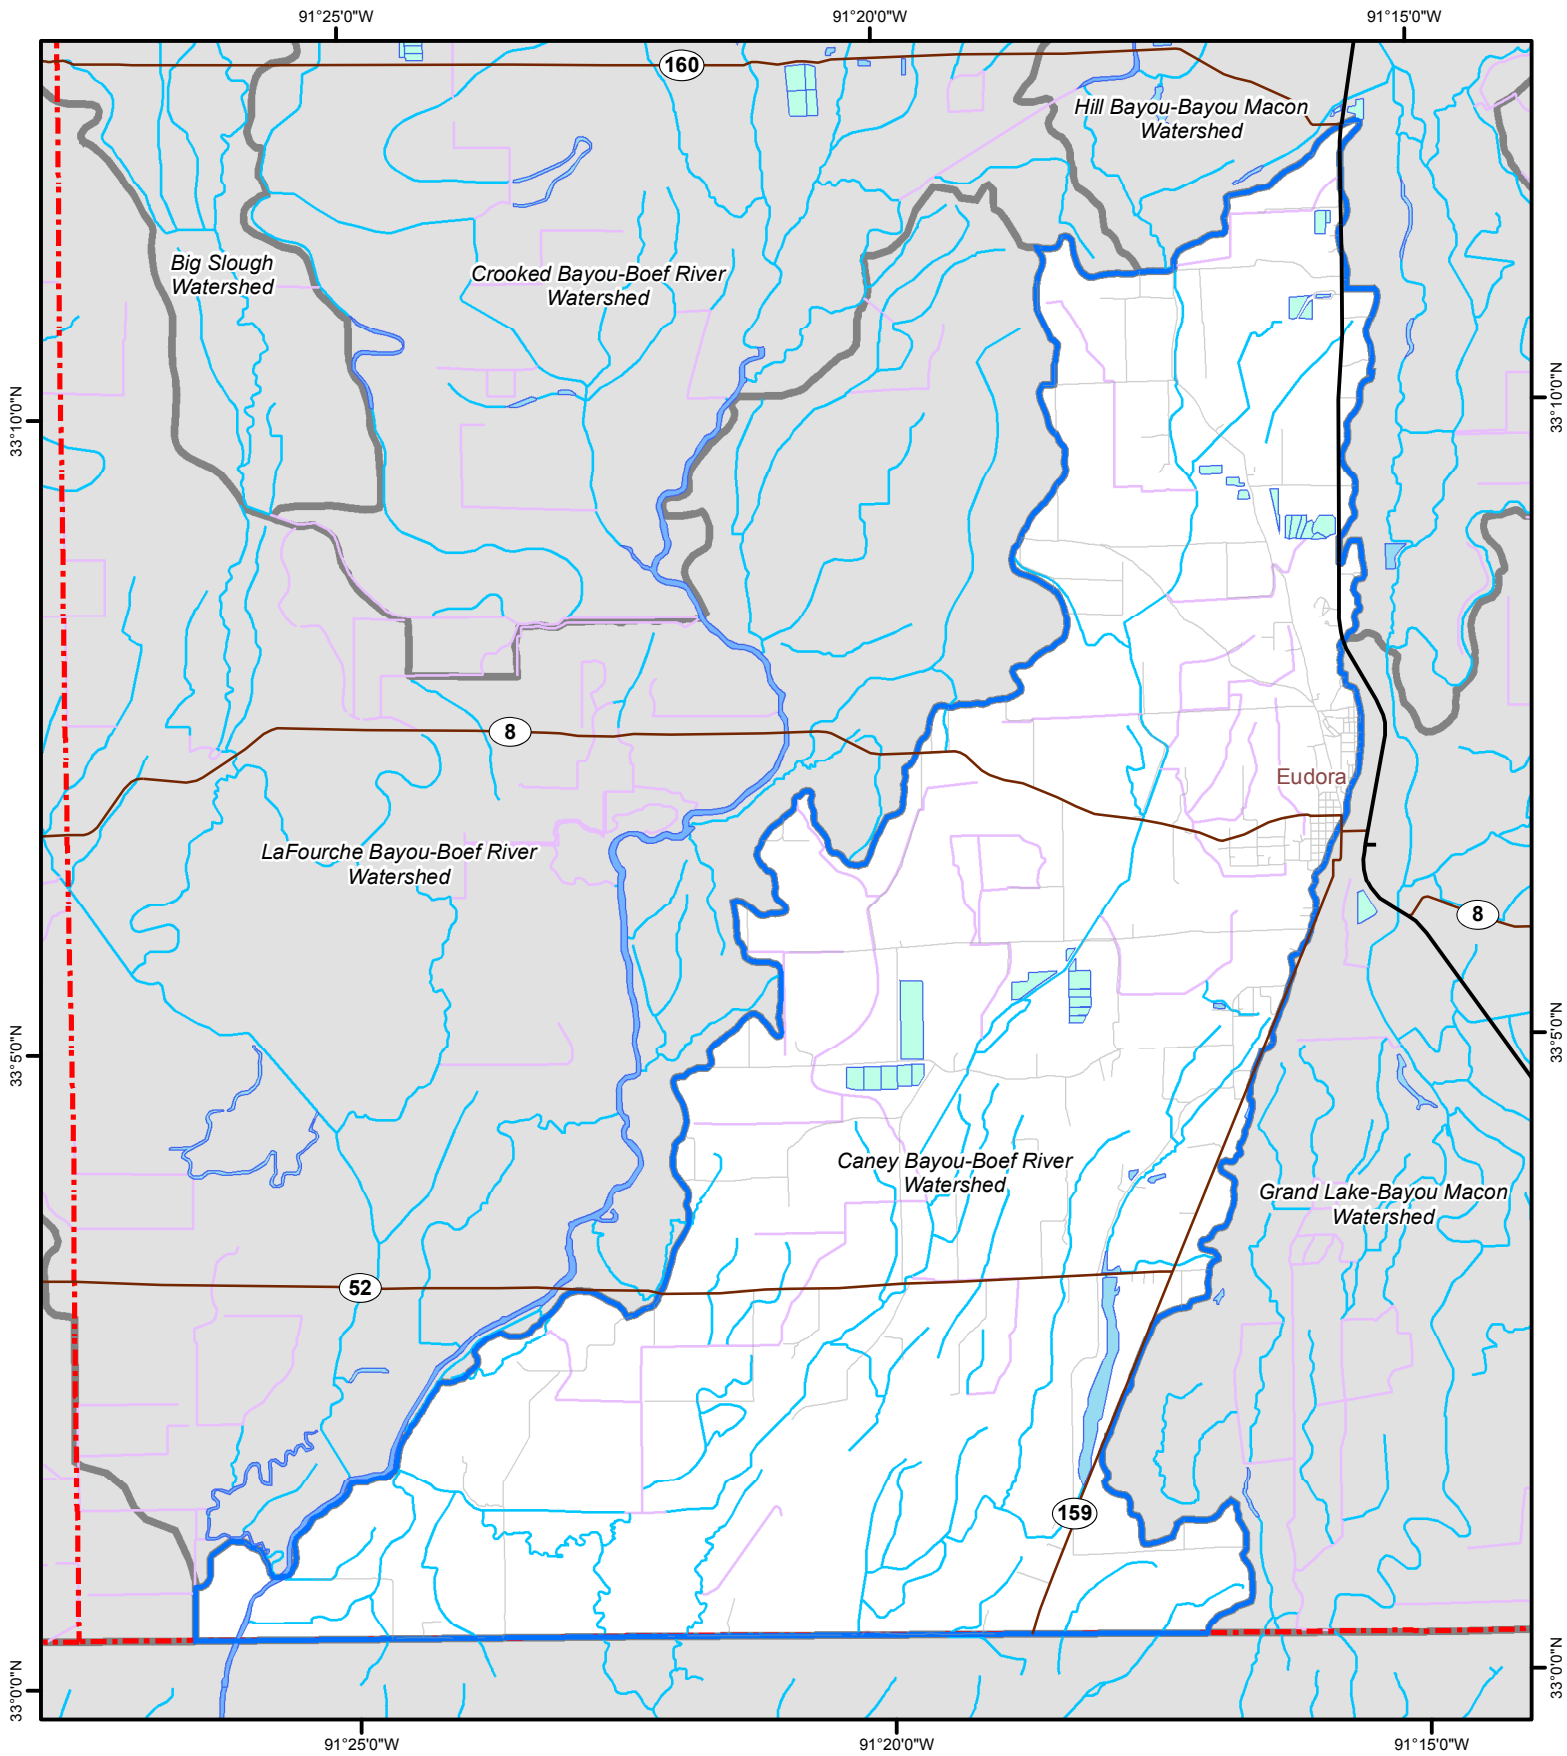 91°25'0"W
91°20'0"W
91°15'0"W
160
Hill Bayou-Bayou Macon
Watershed
Big Slough
Watershed
Crooked Bayou-Boef River
Watershed
33°10'0"N
33°10'0"N
8
Eudora
LaFourche Bayou-Boef River
Watershed
8
33°5'0"N
33°5'0"N
Caney Bayou-Boef River
Watershed
Grand Lake-Bayou Macon
Watershed
52
159
33°0'0"N
33°0'0"N
91°25'0"W
91°20'0"W
91°15'0"W